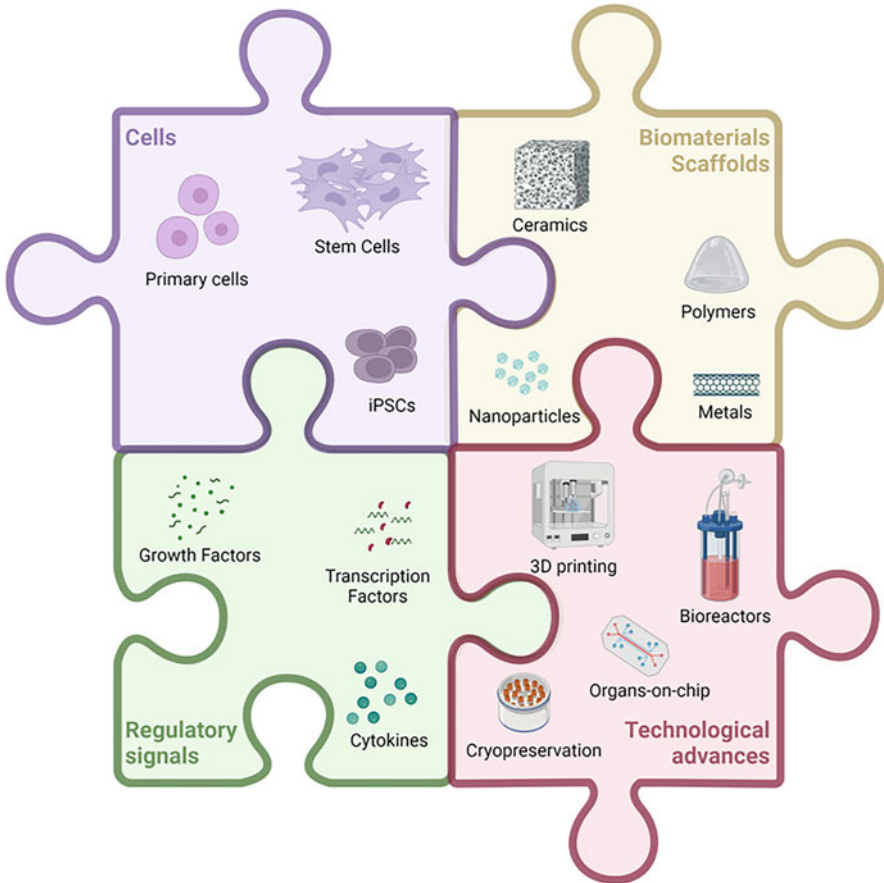 Cells
Primary cells
Stem Cells
iPSCs
Biomaterials
Scaffolds
Ceramics
Polymers
Nanoparticles
Metals
Growth Factors
Transcription
Factors
Cytokines
Regulatory
signals
3D printing
Bioreactors
Organs-on-chip
Cryopreservation
Technological
advances